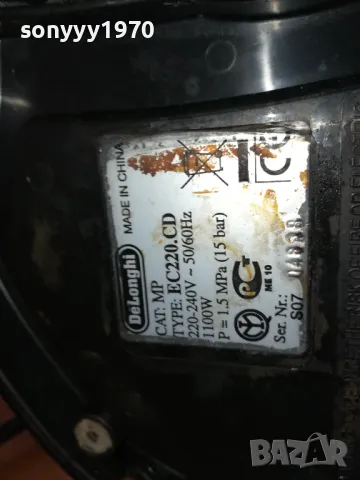 sonyyy1970
DeLonghi
MADE IN CHINA
CAT: MP
TYPE: EC220.CD
220-240V ~ 50/60Hz
1100W
P = 1.5 MPa (15 bar)
ME 10
Ser. Nr.:
S07
BAZAR